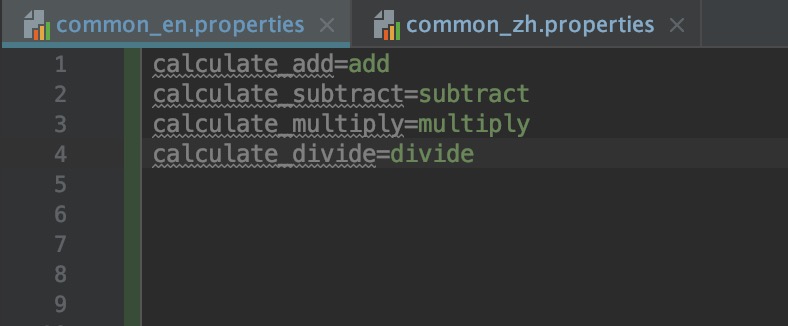 common_en.properties
common_zh.properties
1 calculate_add=add
2 calculate_subtract=subtract
3 calculate_multiply=multiply
4 calculate_divide=divide
5
6
7
8
9